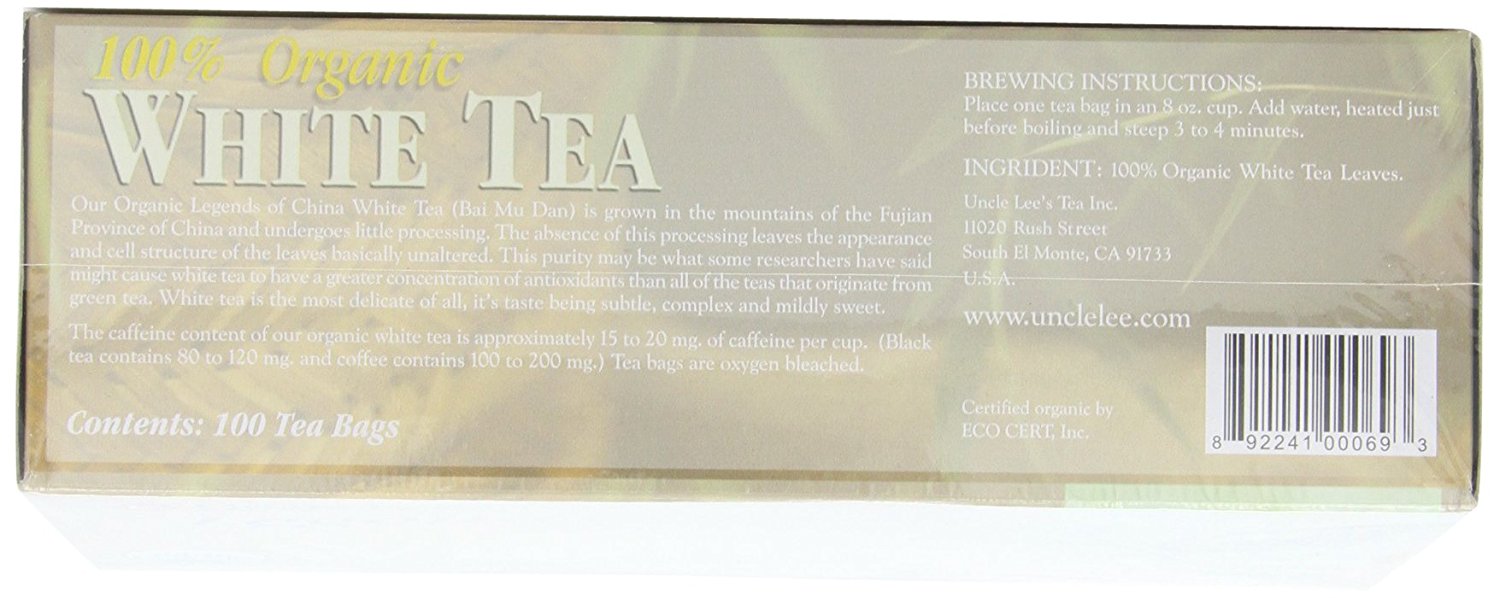 100% Organic
WHITE TEA
Our Organic Legends of China White Tea (Bai Mu Dan) is grown in the mountains of the Fujian
Province of China and undergoes little processing. The absence of this processing leaves the appearance
and cell structure of the leaves basically unaltered. This purity may be what some researchers have said
might cause white tea to have a greater concentration of antioxidants than all of the teas that originate from
green tea. White tea is the most delicate of all, it's taste being subtle, complex and mildly sweet.
The caffeine content of our organic white tea is approximately 15 to 20 mg. of caffeine per cup. (Black
tea contains 80 to 120 mg. and coffee contains 100 to 200 mg.) Tea bags are oxygen bleached.
Contents: 100 Tea Bags
BREWING INSTRUCTIONS:
Place one tea bag in an 8 oz. cup. Add water, heated just
before boiling and steep 3 to 4 minutes.
INGRIDENT: 100% Organic White Tea Leaves.
Uncle Lee's Tea Inc.
11020 Rush Street
South El Monte, CA 91733
U.S.A.
www.unclelee.com
Certified organic by
ECO CERT, Inc.
8 92241 00069 3